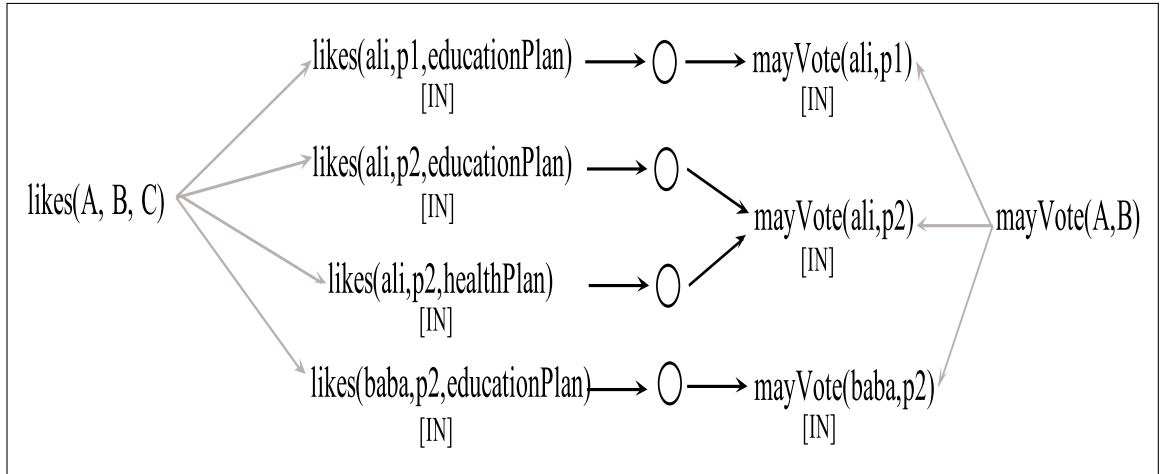 likes(ali,p1,educationPlan)
[IN]
mayVote(ali,p1)
[IN]
likes(ali,p2,educationPlan)
[IN]
likes(A, B, C)
mayVote(ali,p2)
[IN]
mayVote(A,B)
likes(ali,p2,healthPlan)
[IN]
likes(baba,p2,educationPlan)
[IN]
mayVote(baba,p2)
[IN]